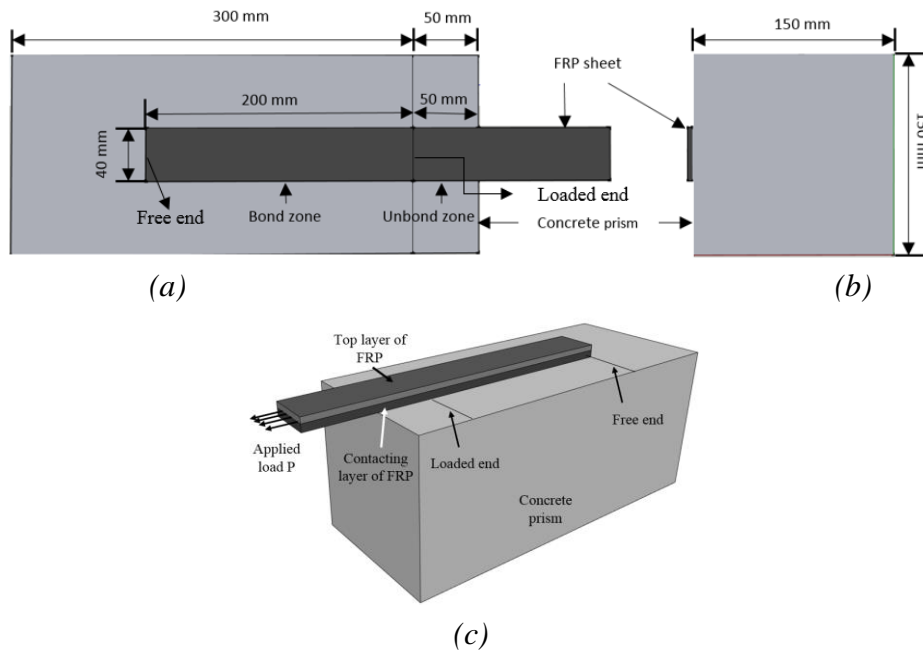 300 mm
50 mm
150 mm
FRP sheet
200 mm
50 mm
40 mm
Free end
Bond zone
Unbond zone
Loaded end
Concrete prism
(a)
(b)
Top layer of
FRP
Applied
load P
Contacting
layer of FRP
Loaded end
Free end
Concrete
prism
(c)